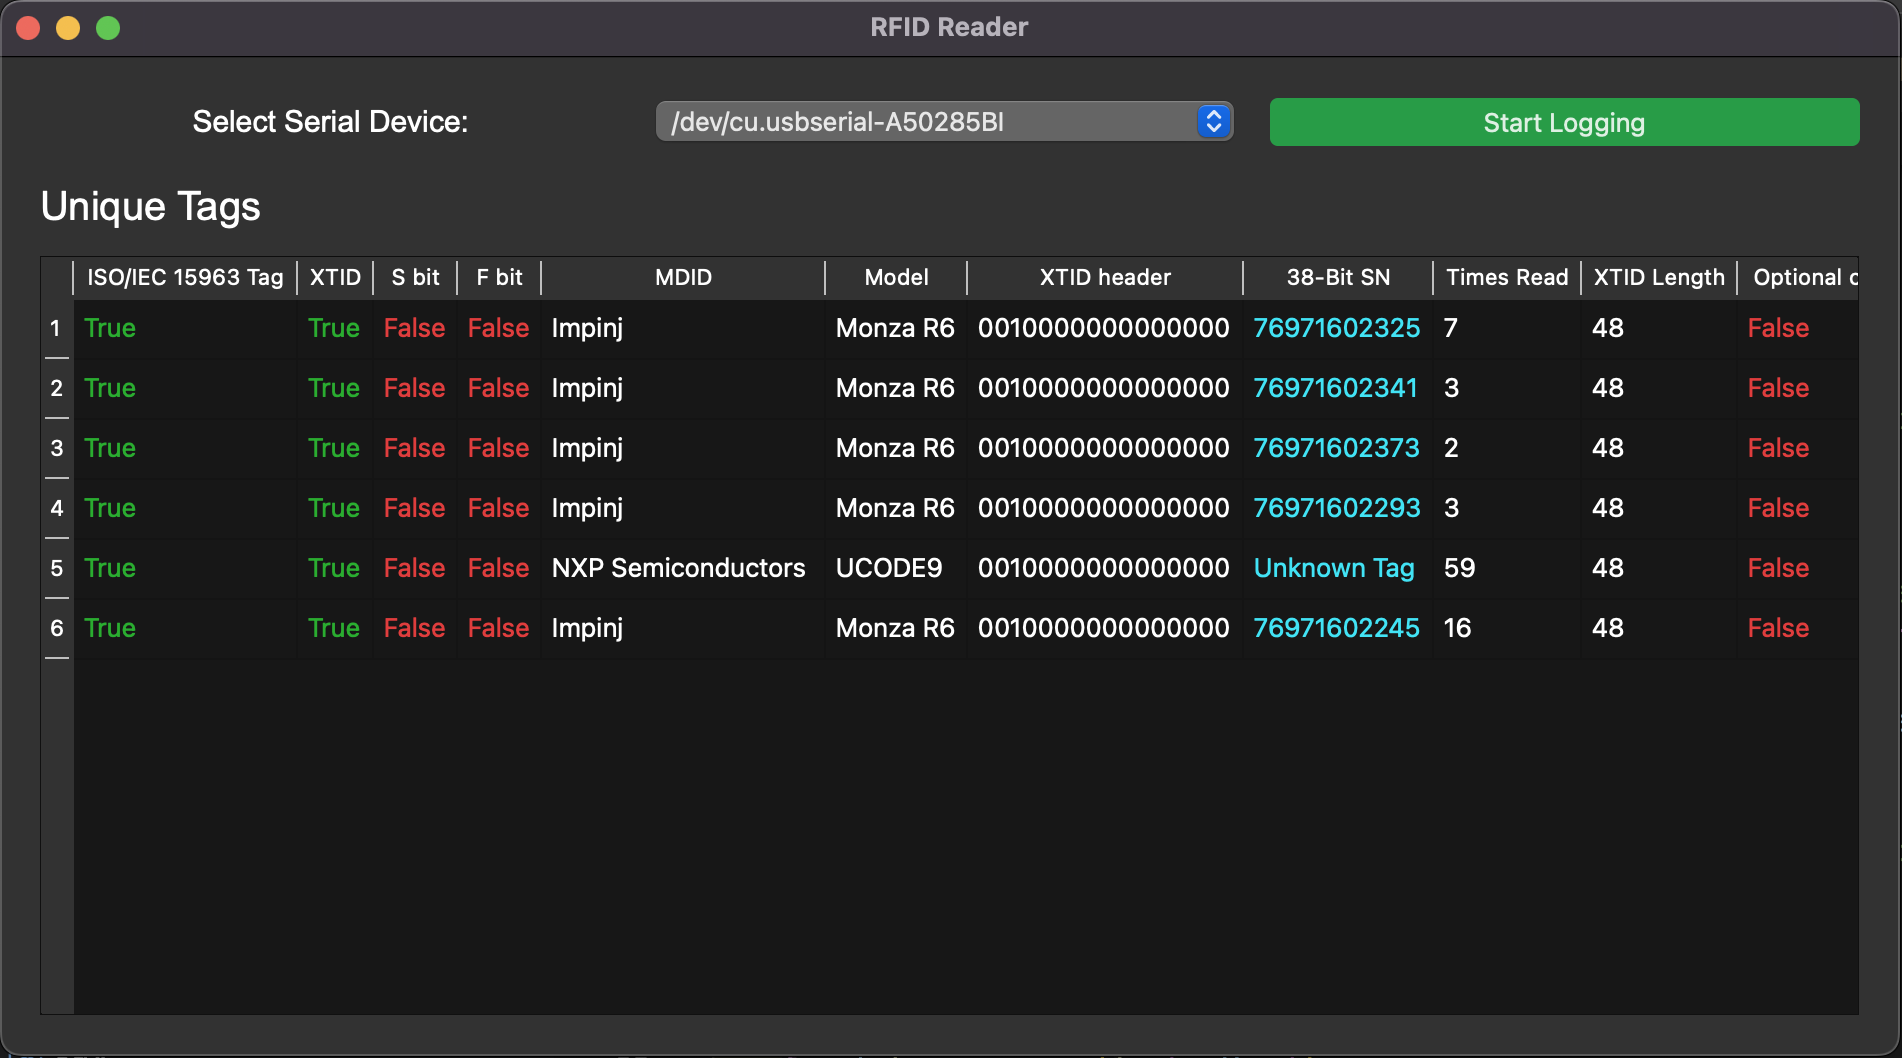 RFID Reader
Select Serial Device: /dev/cu.usbserial-A50285BI Start Logging
Unique Tags
ISO/IEC 15963 Tag XTID S bit F bit MDID Model XTID header 38-Bit SN Times Read XTID Length Optional
1 True True False False Impinj Monza R6 0010000000000000 76971602325 7 48 False
2 True True False False Impinj Monza R6 0010000000000000 76971602341 3 48 False
3 True True False False Impinj Monza R6 0010000000000000 76971602373 2 48 False
4 True True False False Impinj Monza R6 0010000000000000 76971602293 3 48 False
5 True True False False NXP Semiconductors UCODE9 0010000000000000 Unknown Tag 59 48 False
6 True True False False Impinj Monza R6 0010000000000000 76971602245 16 48 False